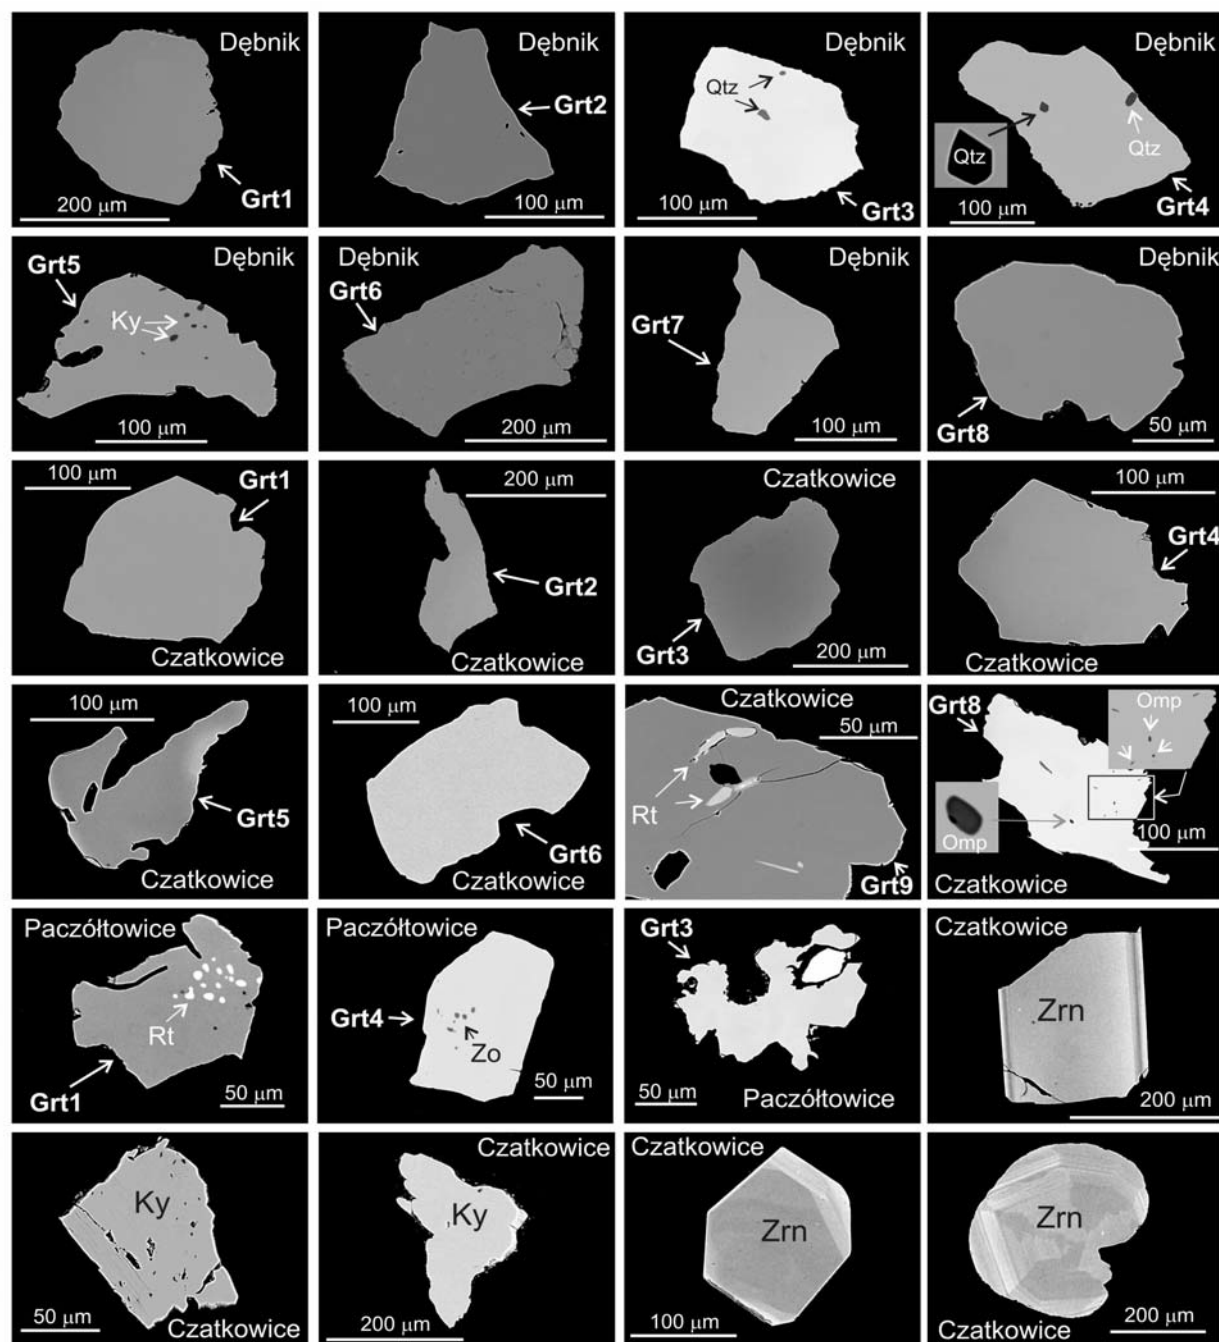 Dębnik
Grt1
200 μm
Dębnik
Grt2
100 μm
Dębnik
Qtz
100 μm
Grt3
Dębnik
Qtz
Qtz
100 μm
Grt4
Dębnik
Grt5
Ky
100 μm
Dębnik
Grt6
200 μm
Dębnik
Grt7
100 μm
Dębnik
Grt8
50 μm
100 μm
Grt1
Czatkowice
200 μm
Grt2
Czatkowice
Czatkowice
Grt3
200 μm
100 μm
Grt4
Czatkowice
100 μm
Grt5
Czatkowice
100 μm
Grt6
Czatkowice
Czatkowice
50 μm
Rt
Grt9
Grt8
Omp
Omp
100 μm
Czatkowice
Paczółtowice
Rt
Grt1
50 μm
Paczółtowice
Grt4
Zo
50 μm
Grt3
50 μm
Paczółtowice
Czatkowice
Zrn
200 μm
Ky
50 μm
Czatkowice
Czatkowice
Ky
200 μm
Czatkowice
Zrn
100 μm
Zrn
200 μm
Czatkowice